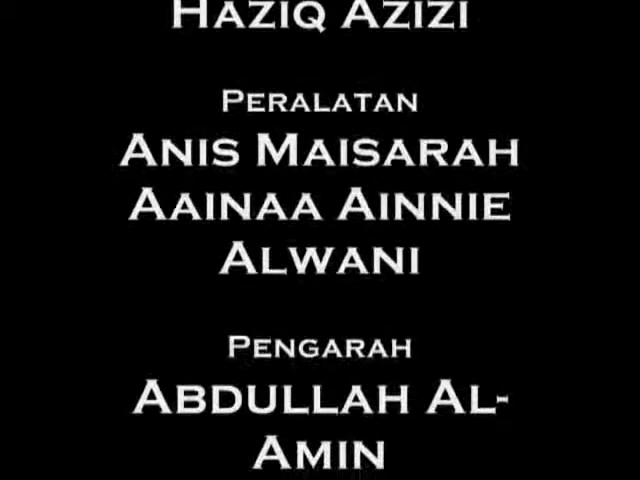 HAZIQ AZIZI
PERALATAN
ANIS MAISARAH
AAINAA AINNIE
ALWANI
PENGARAH
ABDULLAH AL-
AMIN